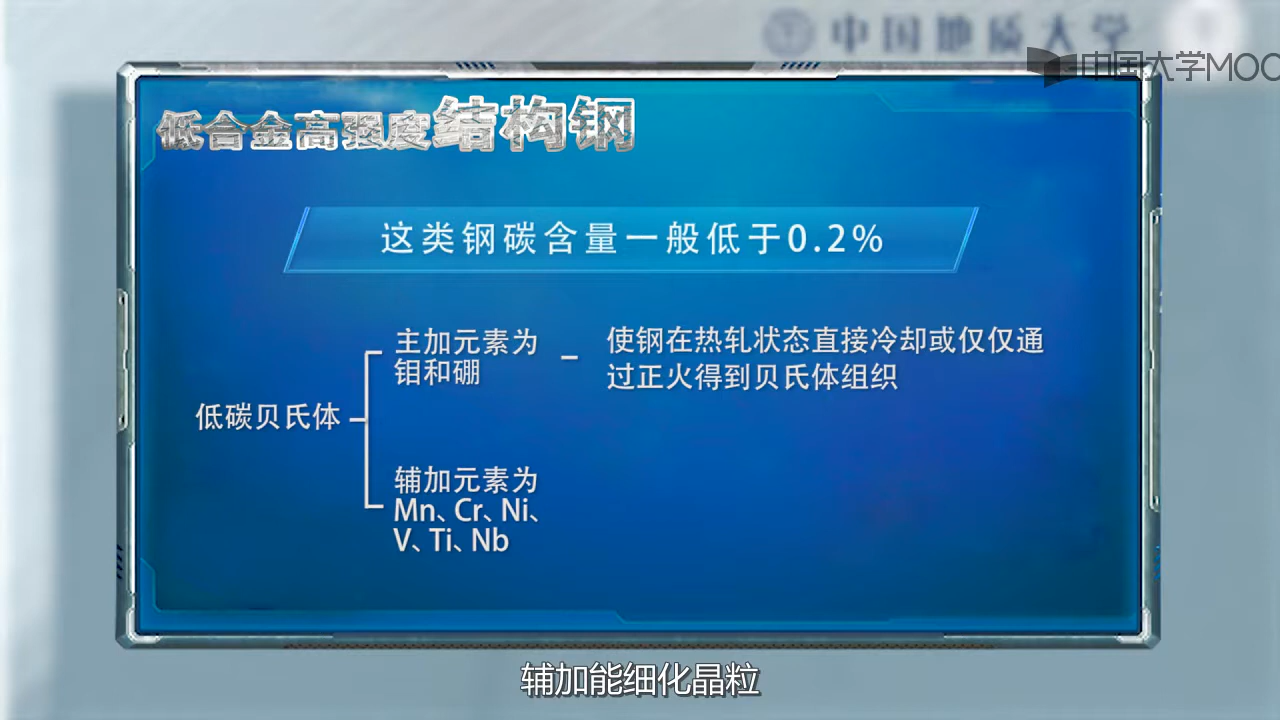 中国地质大学
中国大学MOO
低合金高强度结构钢
这类钢碳含量一般低于0.2%
主加元素为
钼和硼
–
使钢在热轧状态直接冷却或仅仅通
过正火得到贝氏体组织
低碳贝氏体
辅加元素为
Mn、Cr、Ni、
V、Ti、Nb
辅加能细化晶粒